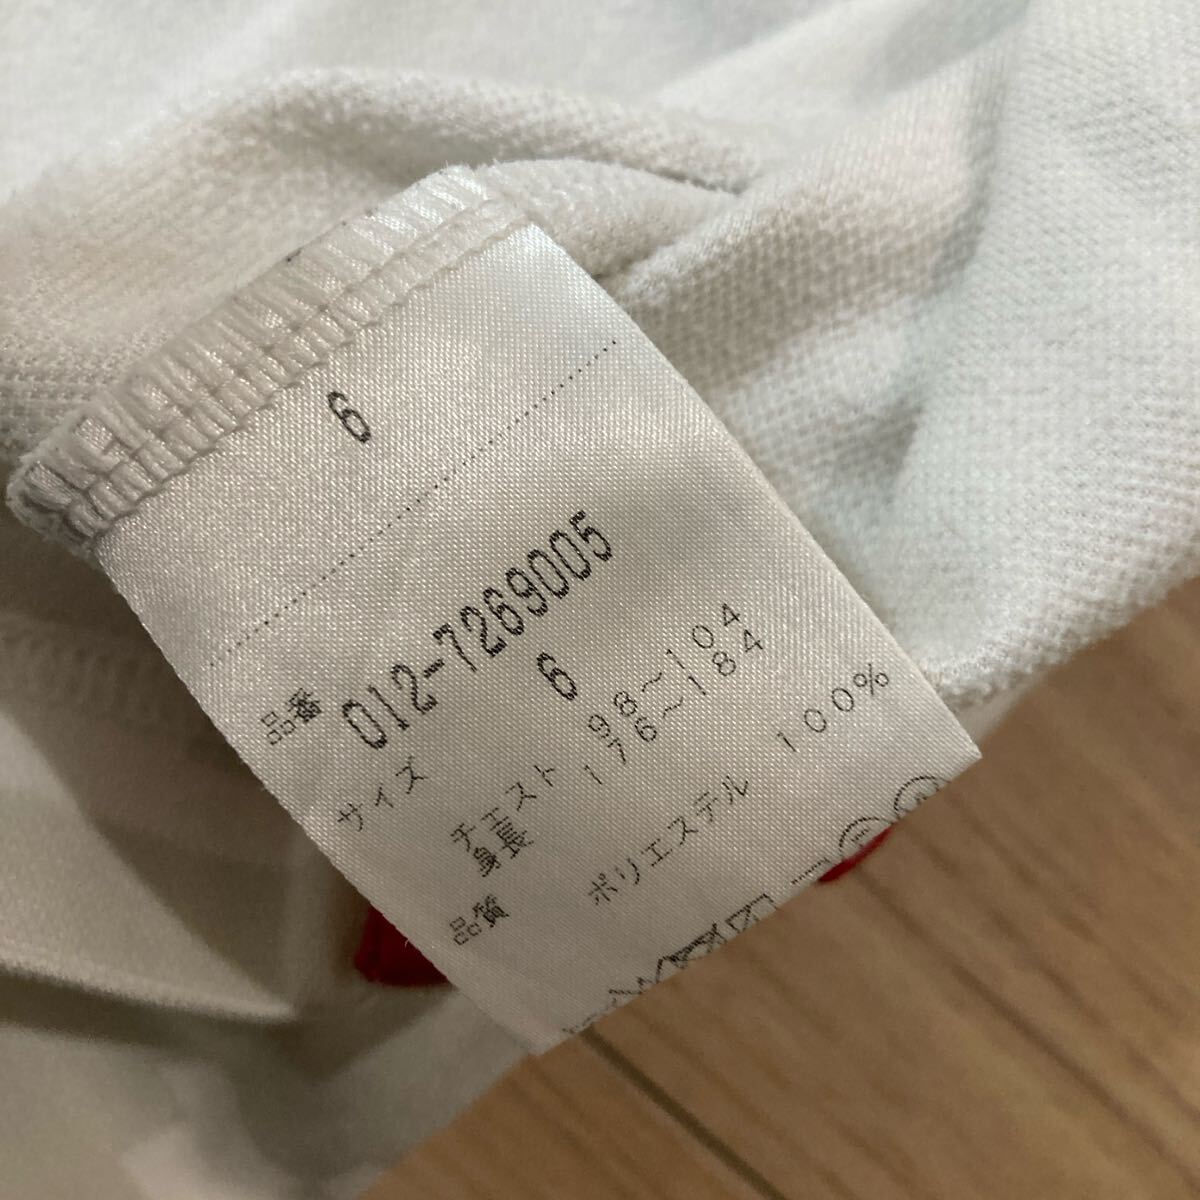 6
品番 012-7269005
サイズ 6
チェスト 98〜104
身長 176〜184
品質 ポリエステル 100%